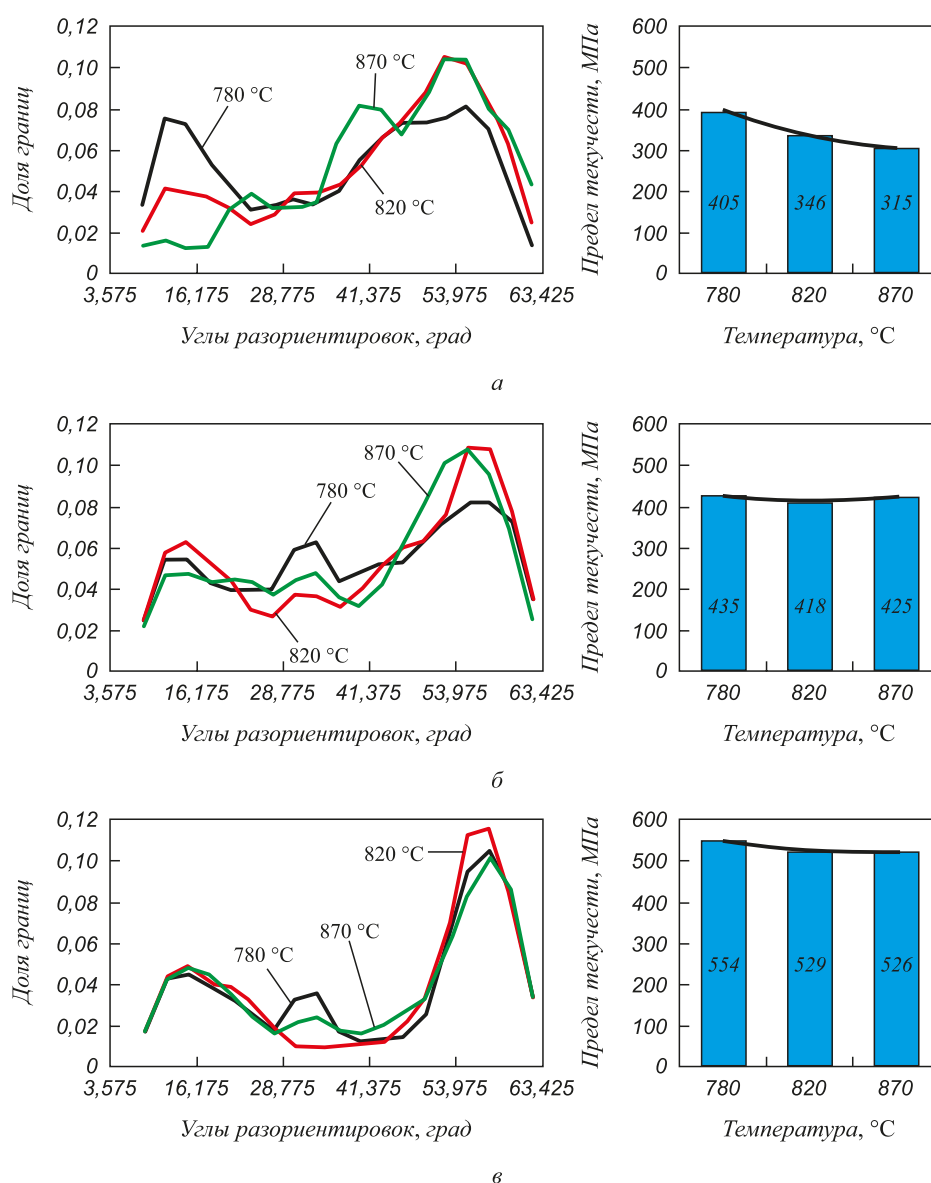 Доля границ
0,12
0,10
0,08
0,06
0,04
0,02
0
780 °C
870 °C
820 °C
3,575 16,175 28,775 41,375 53,975 63,425
Углы разориентировок, град
Предел текучести, МПа
600
500
400
300
200
100
0
405 346 315
780 820 870
Температура, °C
а
Доля границ
0,12
0,10
0,08
0,06
0,04
0,02
0
870 °C
780 °C
820 °C
3,575 16,175 28,775 41,375 53,975 63,425
Углы разориентировок, град
Предел текучести, МПа
600
500
400
300
200
100
0
435 418 425
780 820 870
Температура, °C
б
Доля границ
0,12
0,10
0,08
0,06
0,04
0,02
0
820 °C
780 °C
870 °C
3,575 16,175 28,775 41,375 53,975 63,425
Углы разориентировок, град
Предел текучести, МПа
600
500
400
300
200
100
0
554 529 526
780 820 870
Температура, °C
в